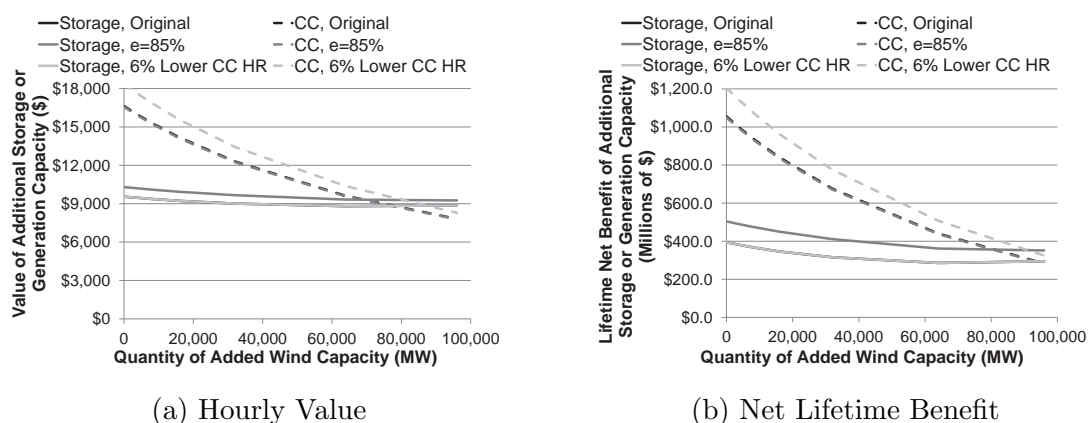 Storage, Original CC, Original
Storage, e=85% CC, e=85%
Storage, 6% Lower CC HR CC, 6% Lower CC HR
Value of Additional Storage or
Generation Capacity ($)
$18,000
$15,000
$12,000
$9,000
$6,000
$3,000
$0
0 20,000 40,000 60,000 80,000 100,000
Quantity of Added Wind Capacity (MW)
(a) Hourly Value
Storage, Original CC, Original
Storage, e=85% CC, e=85%
Storage, 6% Lower CC HR CC, 6% Lower CC HR
Lifetime Net Benefit of Additional
Storage or Generation Capacity
(Millions of $)
$1,200.0
$1,000.0
$800.0
$600.0
$400.0
$200.0
$0.0
0 20,000 40,000 60,000 80,000 100,000
Quantity of Added Wind Capacity (MW)
(b) Net Lifetime Benefit